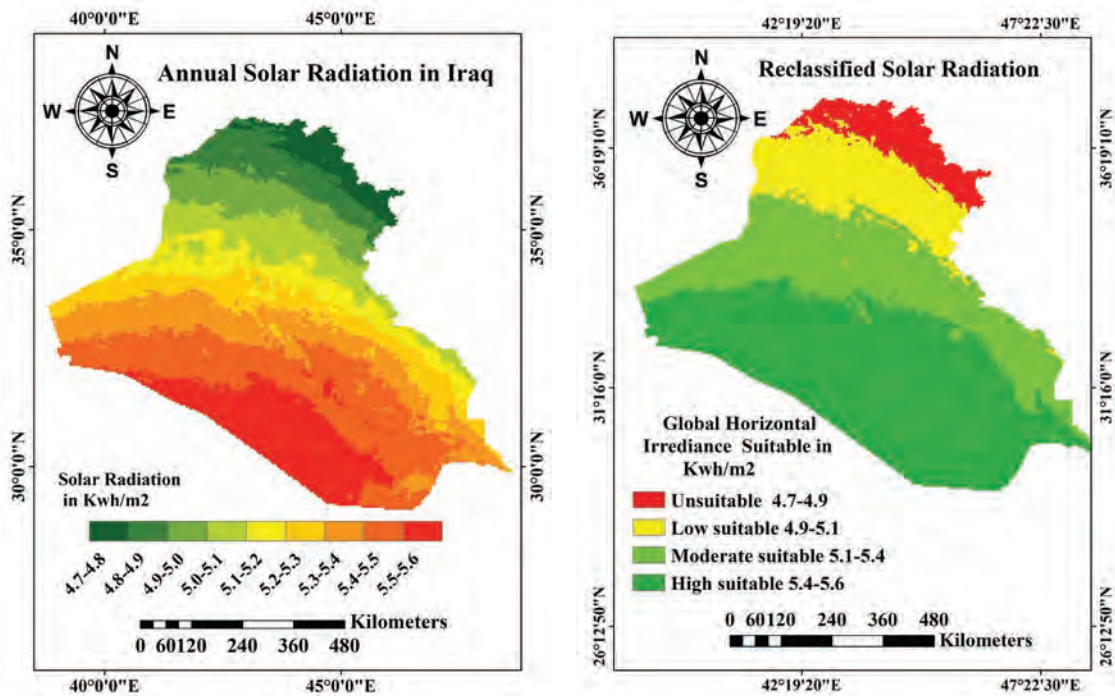 40°0'0"E 45°0'0"E
N
W E
S
Annual Solar Radiation in Iraq
35°0'0"N
35°0'0"N
30°0'0"N
30°0'0"N
Solar Radiation
in Kwh/m2
4.7-4.8
4.8-4.9
4.9-5.0
5.0-5.1
5.1-5.2
5.2-5.3
5.3-5.4
5.4-5.5
5.5-5.6
Kilometers
0 60120 240 360 480
40°0'0"E 45°0'0"E
42°19'20"E 47°22'30"E
N
W E
S
Reclassified Solar Radiation
36°19'10"N
36°19'10"N
31°16'0"N
31°16'0"N
Global Horizontal
Irrediance Suitable in
Kwh/m2
Unsuitable 4.7-4.9
Low suitable 4.9-5.1
Moderate suitable 5.1-5.4
High suitable 5.4-5.6
0 60120 240 360 480
Kilometers
26°12'50"N
26°12'50"N
42°19'20"E 47°22'30"E